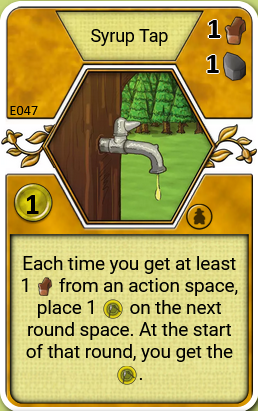 Syrup Tap
1
1
E047
1
Each time you get at least
1 from an action space,
place 1 on the next
round space. At the start
of that round, you get the
.